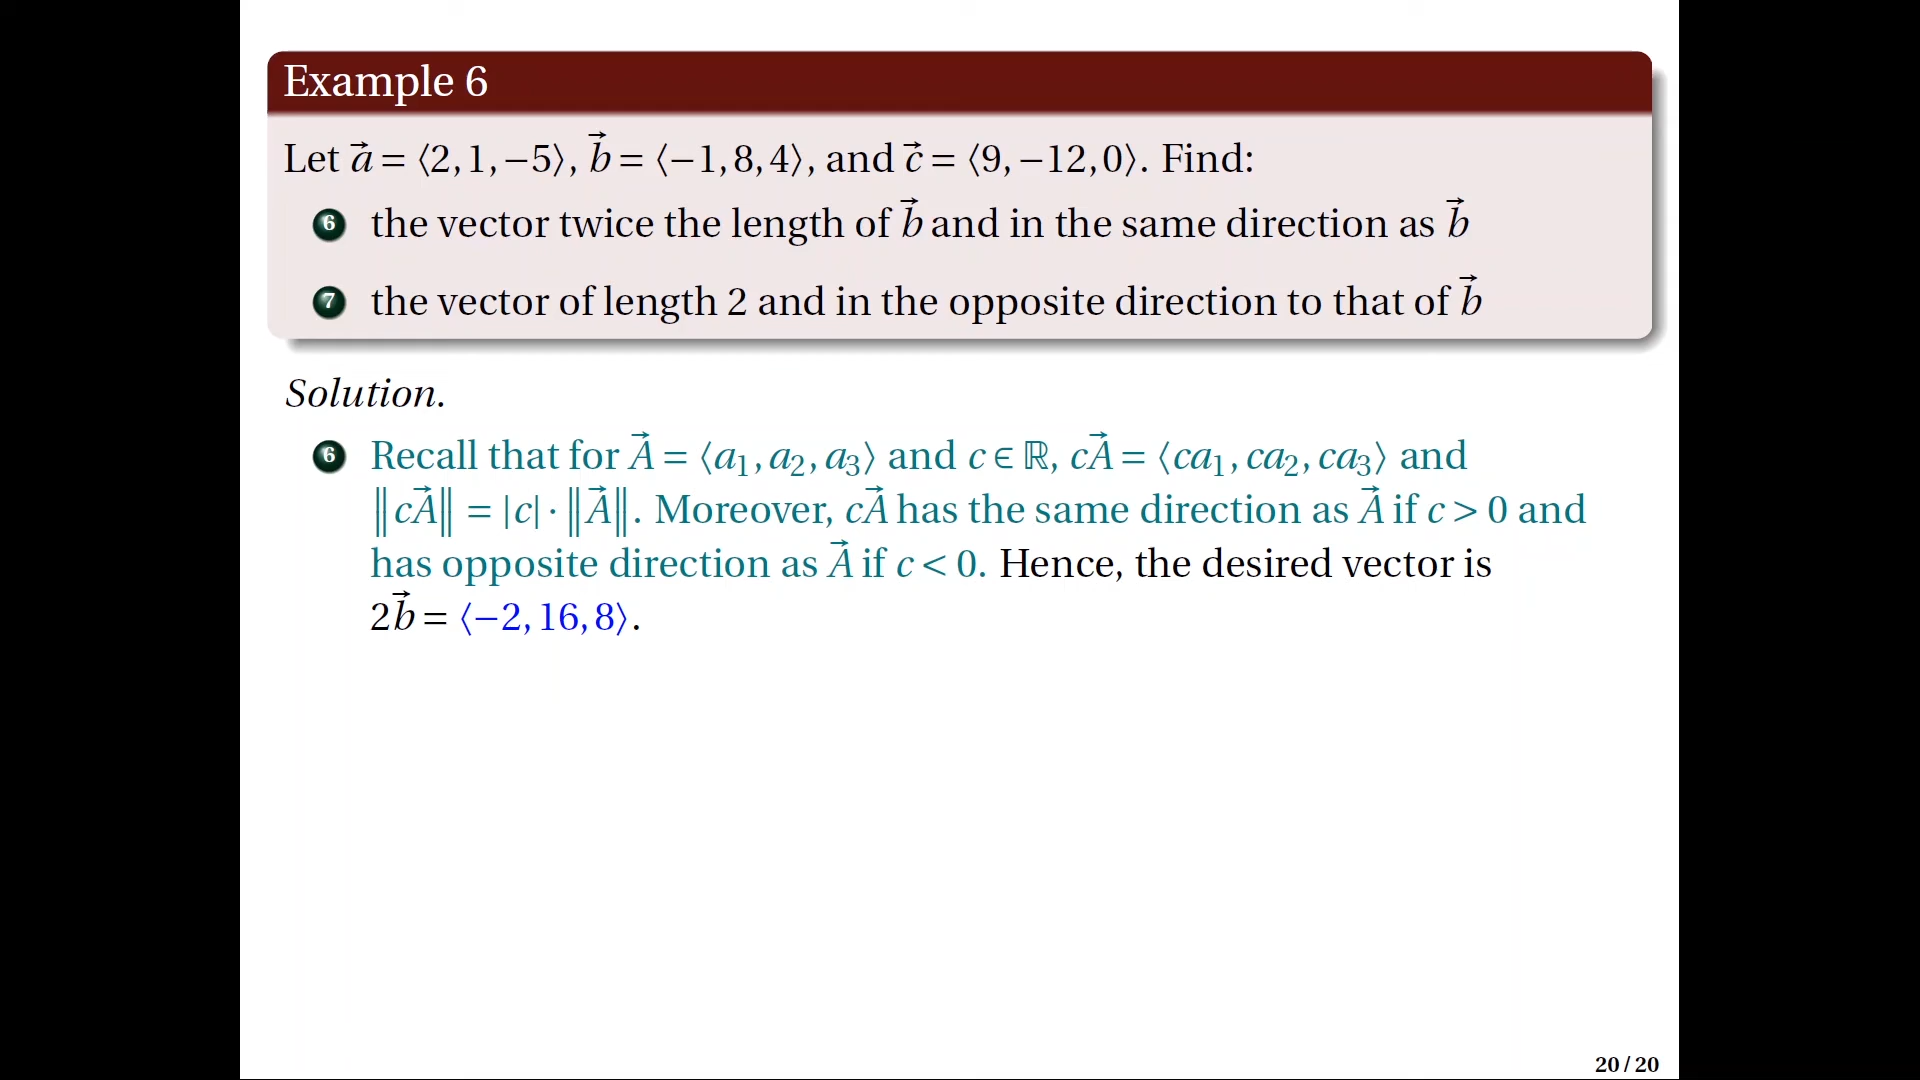 Example 6
Let a⃗ = ⟨2, 1, −5⟩, b⃗ = ⟨−1, 8, 4⟩, and c⃗ = ⟨9, −12, 0⟩. Find:
6 the vector twice the length of b⃗ and in the same direction as b⃗
7 the vector of length 2 and in the opposite direction to that of b⃗
Solution.
6 Recall that for A⃗ = ⟨a₁, a₂, a₃⟩ and c ∈ ℝ, cA⃗ = ⟨ca₁, ca₂, ca₃⟩ and
‖cA⃗‖ = |c| · ‖A⃗‖. Moreover, cA⃗ has the same direction as A⃗ if c > 0 and
has opposite direction as A⃗ if c < 0. Hence, the desired vector is
2b⃗ = ⟨−2, 16, 8⟩.
20 / 20